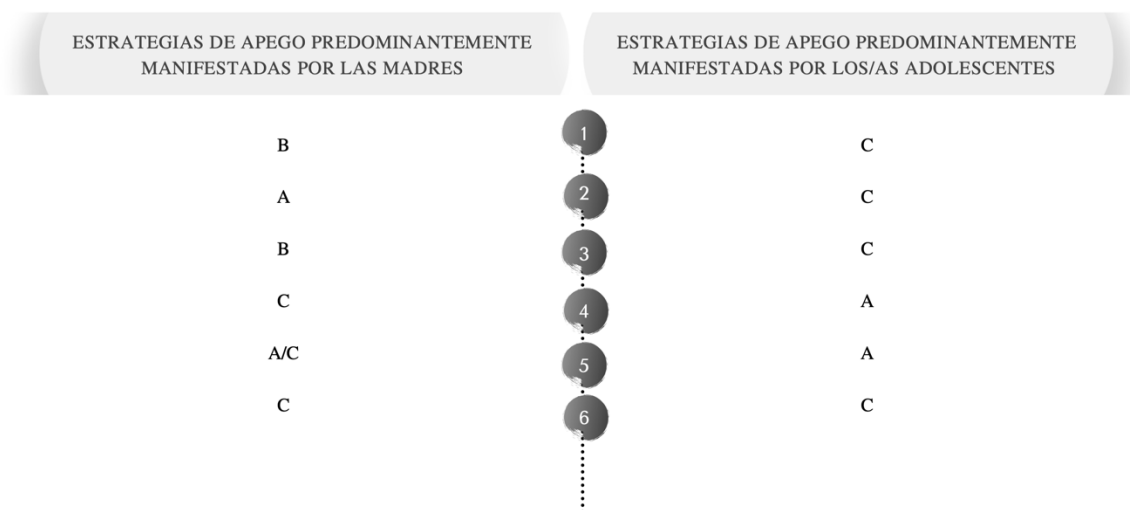 ESTRATEGIAS DE APEGO PREDOMINANTEMENTE
MANIFESTADAS POR LAS MADRES
ESTRATEGIAS DE APEGO PREDOMINANTEMENTE
MANIFESTADAS POR LOS/AS ADOLESCENTES
B 1 C
A 2 C
B 3 C
C 4 A
A/C 5 A
C 6 C